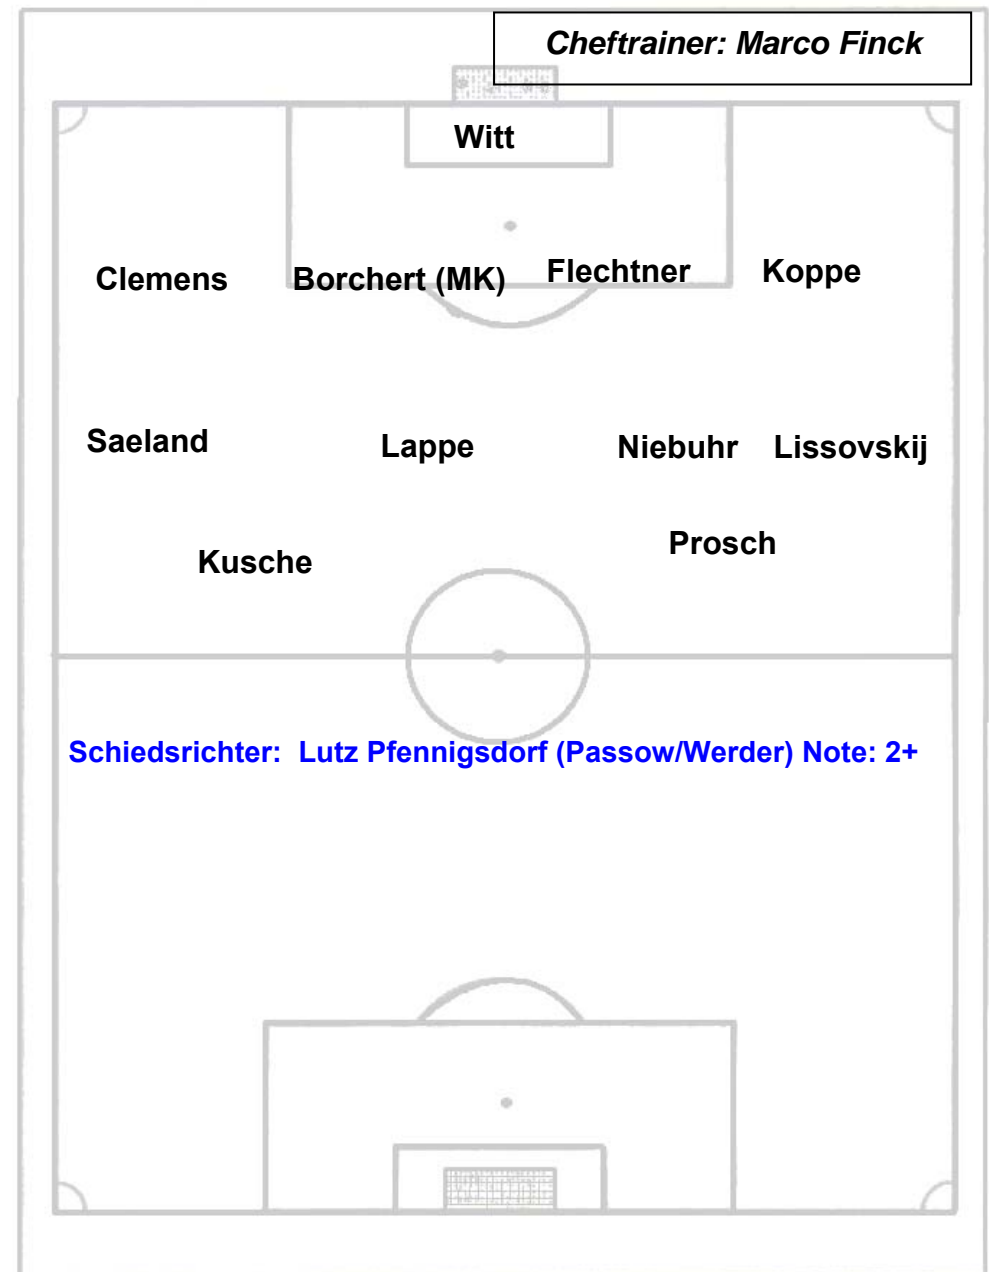 Cheftrainer: Marco Finck
Witt
Clemens Borchert (MK) Flechtner Koppe
Saeland Lappe Niebuhr Lissovskij
Kusche Prosch
Schiedsrichter: Lutz Pfennigsdorf (Passow/Werder) Note: 2+